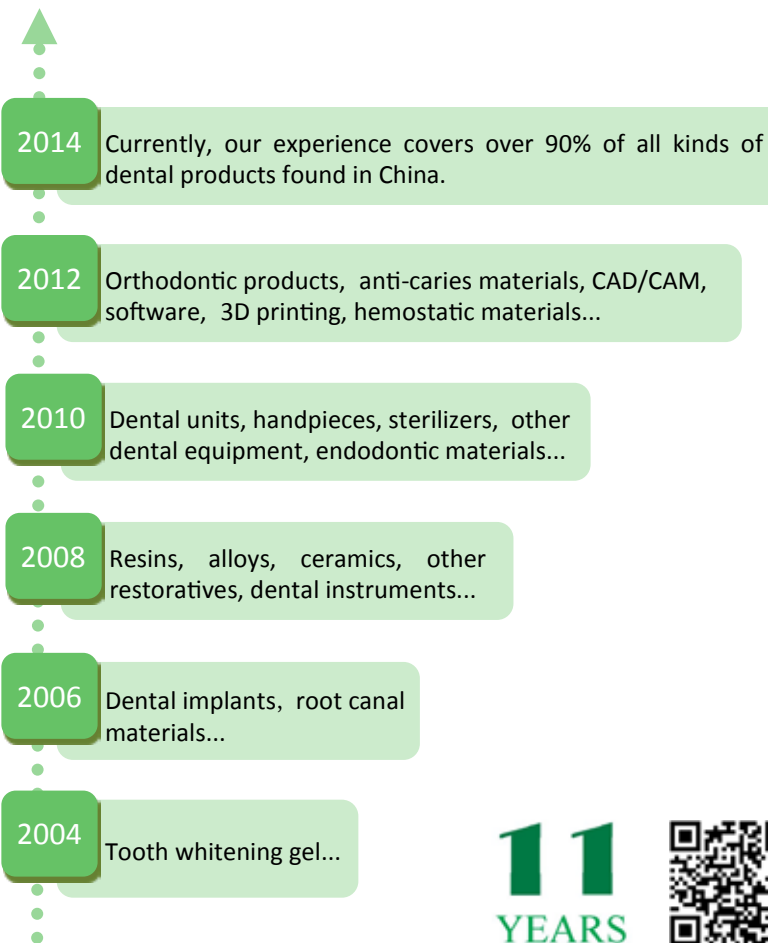 2014
Currently, our experience covers over 90% of all kinds of
dental products found in China.
2012
Orthodontic products, anti-caries materials, CAD/CAM,
software, 3D printing, hemostatic materials...
2010
Dental units, handpieces, sterilizers, other
dental equipment, endodontic materials...
2008
Resins, alloys, ceramics, other
restoratives, dental instruments...
2006
Dental implants, root canal
materials...
2004
Tooth whitening gel...
11
YEARS